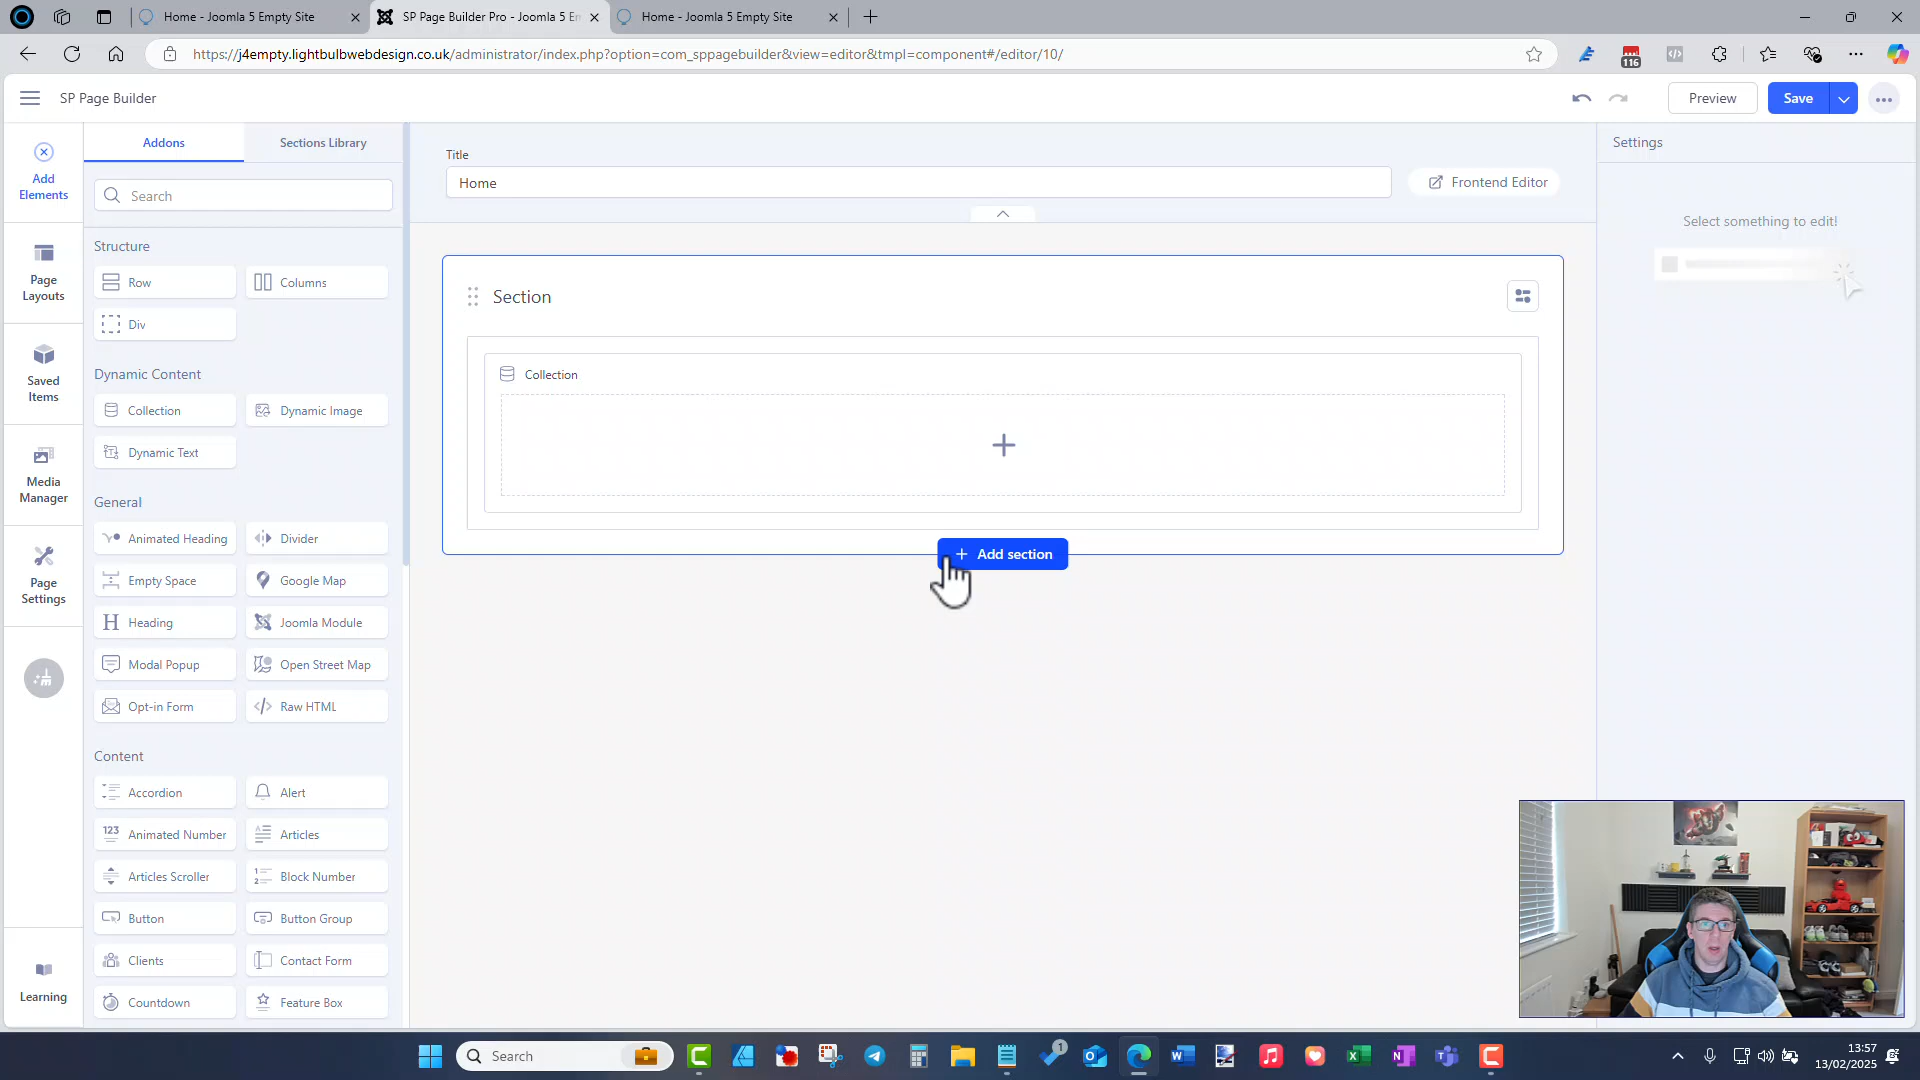 Home - Joomla 5 Empty Site
SP Page Builder Pro - Joomla 5 En
Home - Joomla 5 Empty Site
https://j4empty.lightbulbwebdesign.co.uk/administrator/index.php?option=com_sppagebuilder&view=editor&tmpl=component#/editor/10/
116
SP Page Builder
Preview
Save
Add
Elements
Page
Layouts
Saved
Items
Media
Manager
Page
Settings
Learning
Addons
Sections Library
Search
Structure
Row
Columns
Div
Dynamic Content
Collection
Dynamic Image
Dynamic Text
General
Animated Heading
Divider
Empty Space
Google Map
Heading
Joomla Module
Modal Popup
Open Street Map
Opt-in Form
Raw HTML
Content
Accordion
Alert
123
Animated Number
Articles
Articles Scroller
Block Number
Button
Button Group
Clients
Contact Form
Countdown
Feature Box
Title
Home
Frontend Editor
Section
Collection
Add section
Settings
Select something to edit!
Search
1
13:57
13/02/2025